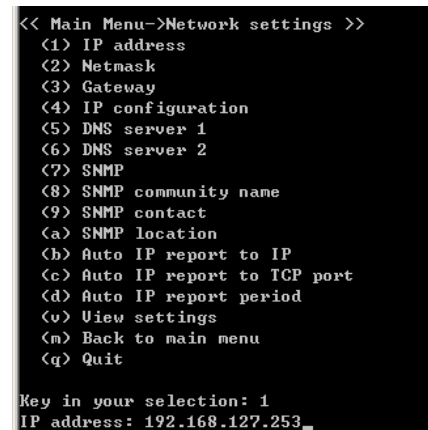 << Main Menu->Network settings >>
(1) IP address
(2) Netmask
(3) Gateway
(4) IP configuration
(5) DNS server 1
(6) DNS server 2
(7) SNMP
(8) SNMP community name
(9) SNMP contact
(a) SNMP location
(b) Auto IP report to IP
(c) Auto IP report to TCP port
(d) Auto IP report period
(v) View settings
(m) Back to main menu
(q) Quit
Key in your selection: 1
IP address: 192.168.127.253_